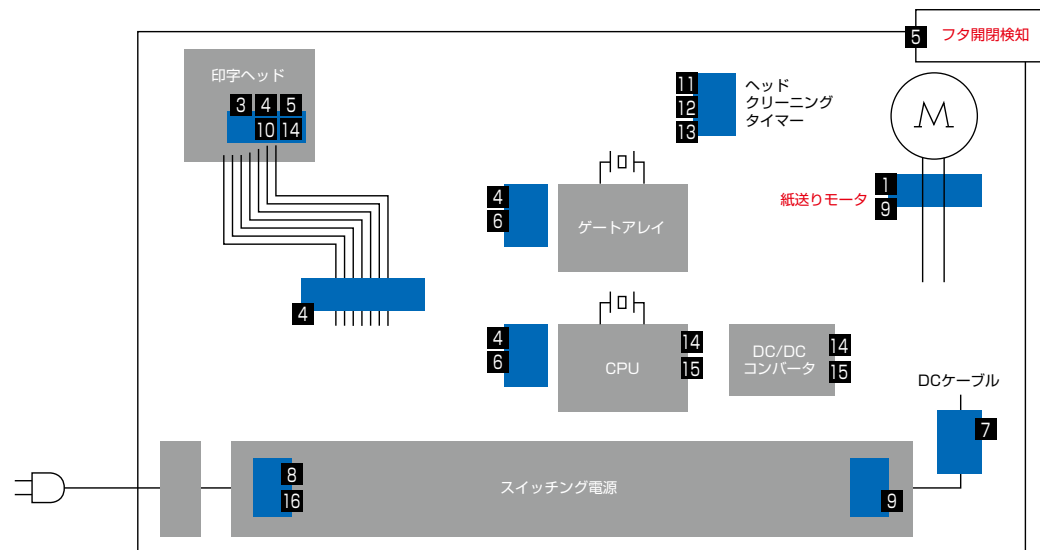 5
フタ開閉検知
印字ヘッド
3 4 5
10 14
11
12
13
ヘッド
クリーニング
タイマー
M
1
9
紙送りモータ
4
6
ゲートアレイ
4
4
6
CPU
14
15
DC/DC
コンバータ
14
15
DCケーブル
7
8
16
スイッチング電源
9